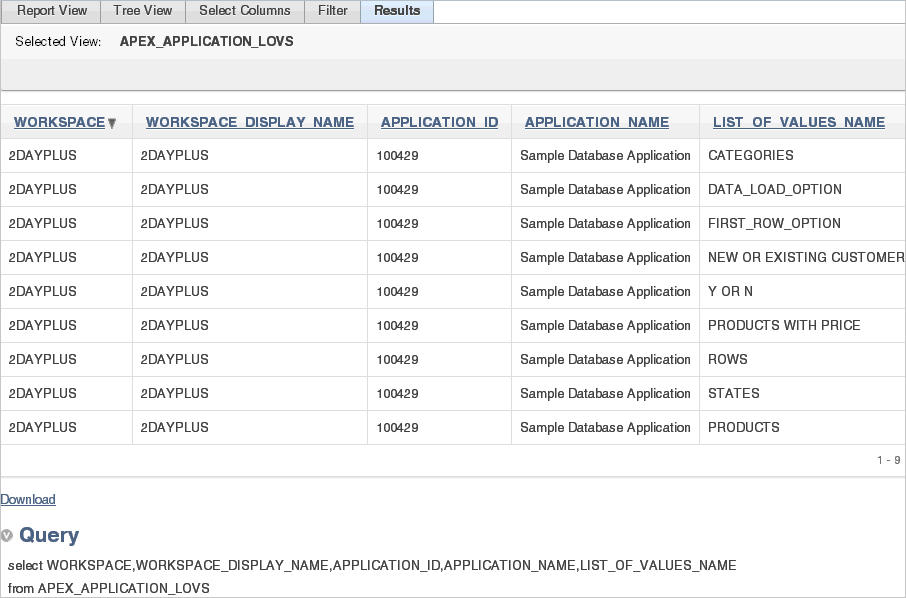 Report View Tree View Select Columns Filter Results
Selected View: APEX_APPLICATION_LOVS
WORKSPACE▼ WORKSPACE_DISPLAY_NAME APPLICATION_ID APPLICATION_NAME LIST_OF_VALUES_NAME
2DAYPLUS 2DAYPLUS 100429 Sample Database Application CATEGORIES
2DAYPLUS 2DAYPLUS 100429 Sample Database Application DATA_LOAD_OPTION
2DAYPLUS 2DAYPLUS 100429 Sample Database Application FIRST_ROW_OPTION
2DAYPLUS 2DAYPLUS 100429 Sample Database Application NEW OR EXISTING CUSTOMER
2DAYPLUS 2DAYPLUS 100429 Sample Database Application Y OR N
2DAYPLUS 2DAYPLUS 100429 Sample Database Application PRODUCTS WITH PRICE
2DAYPLUS 2DAYPLUS 100429 Sample Database Application ROWS
2DAYPLUS 2DAYPLUS 100429 Sample Database Application STATES
2DAYPLUS 2DAYPLUS 100429 Sample Database Application PRODUCTS
1 - 9
Download
Query
select WORKSPACE,WORKSPACE_DISPLAY_NAME,APPLICATION_ID,APPLICATION_NAME,LIST_OF_VALUES_NAME
from APEX_APPLICATION_LOVS